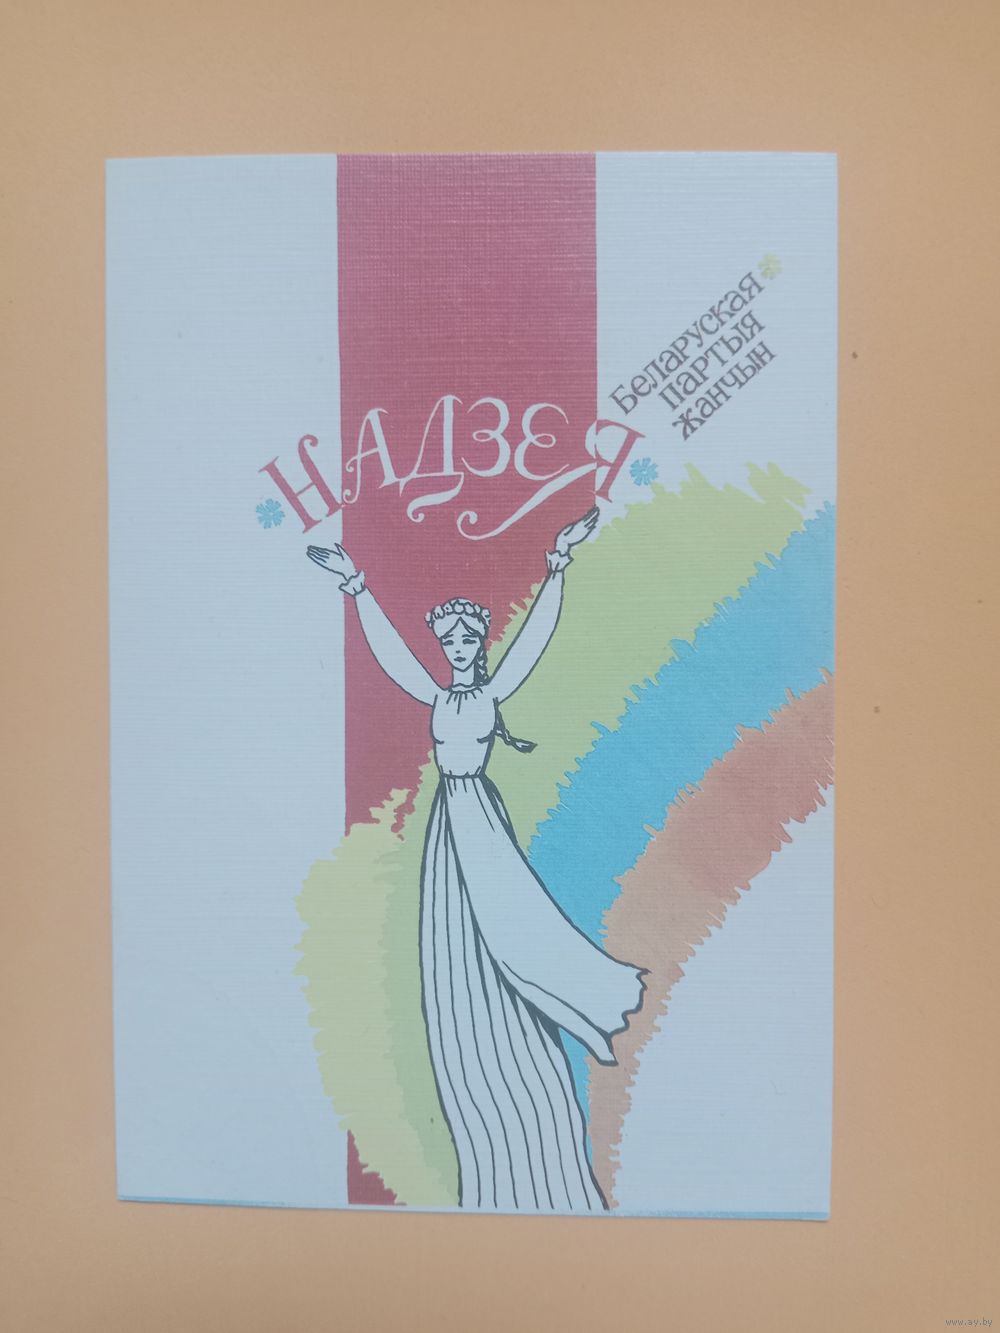 НАДЗЕЯ
Беларуская
партыя
жанчын
www.ay.by